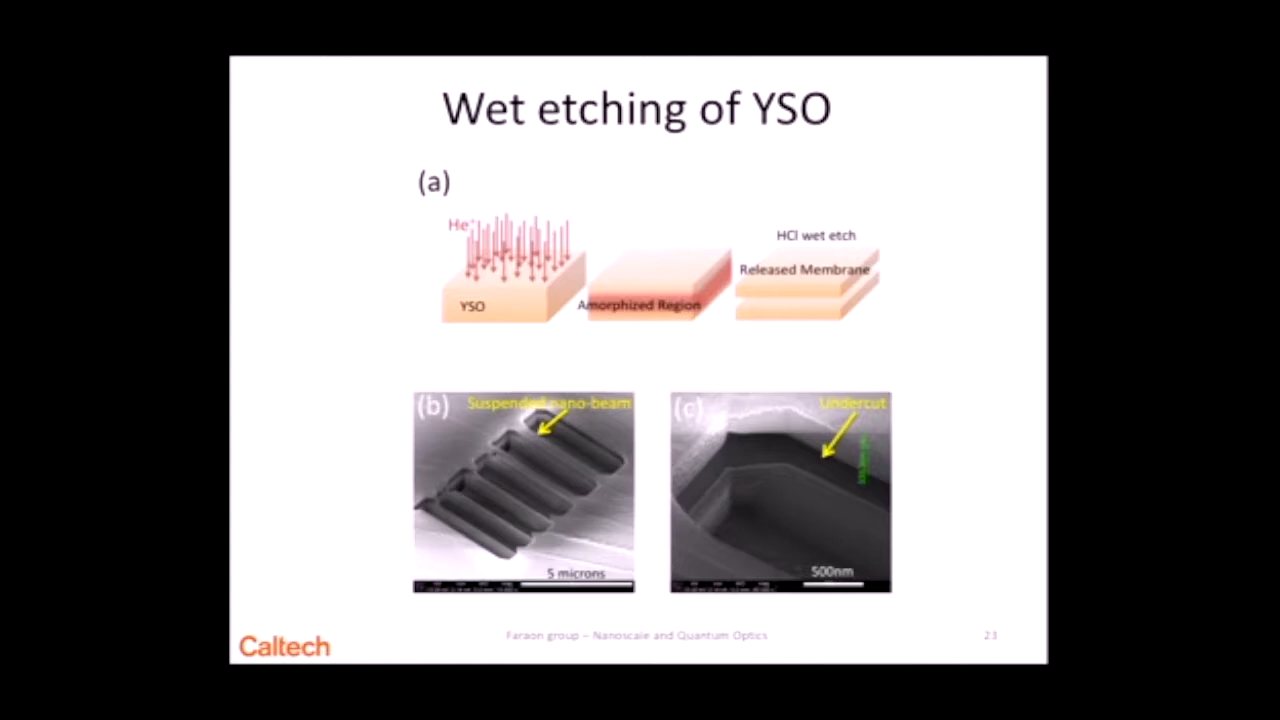 Wet etching of YSO
(a)
He⁺
HCl wet etch
YSO
Amorphized Region
Released Membrane
(b)
Suspended nano-beam
5 microns
(c)
Undercut
500nm
Caltech
Faraon group – Nanoscale and Quantum Optics
23